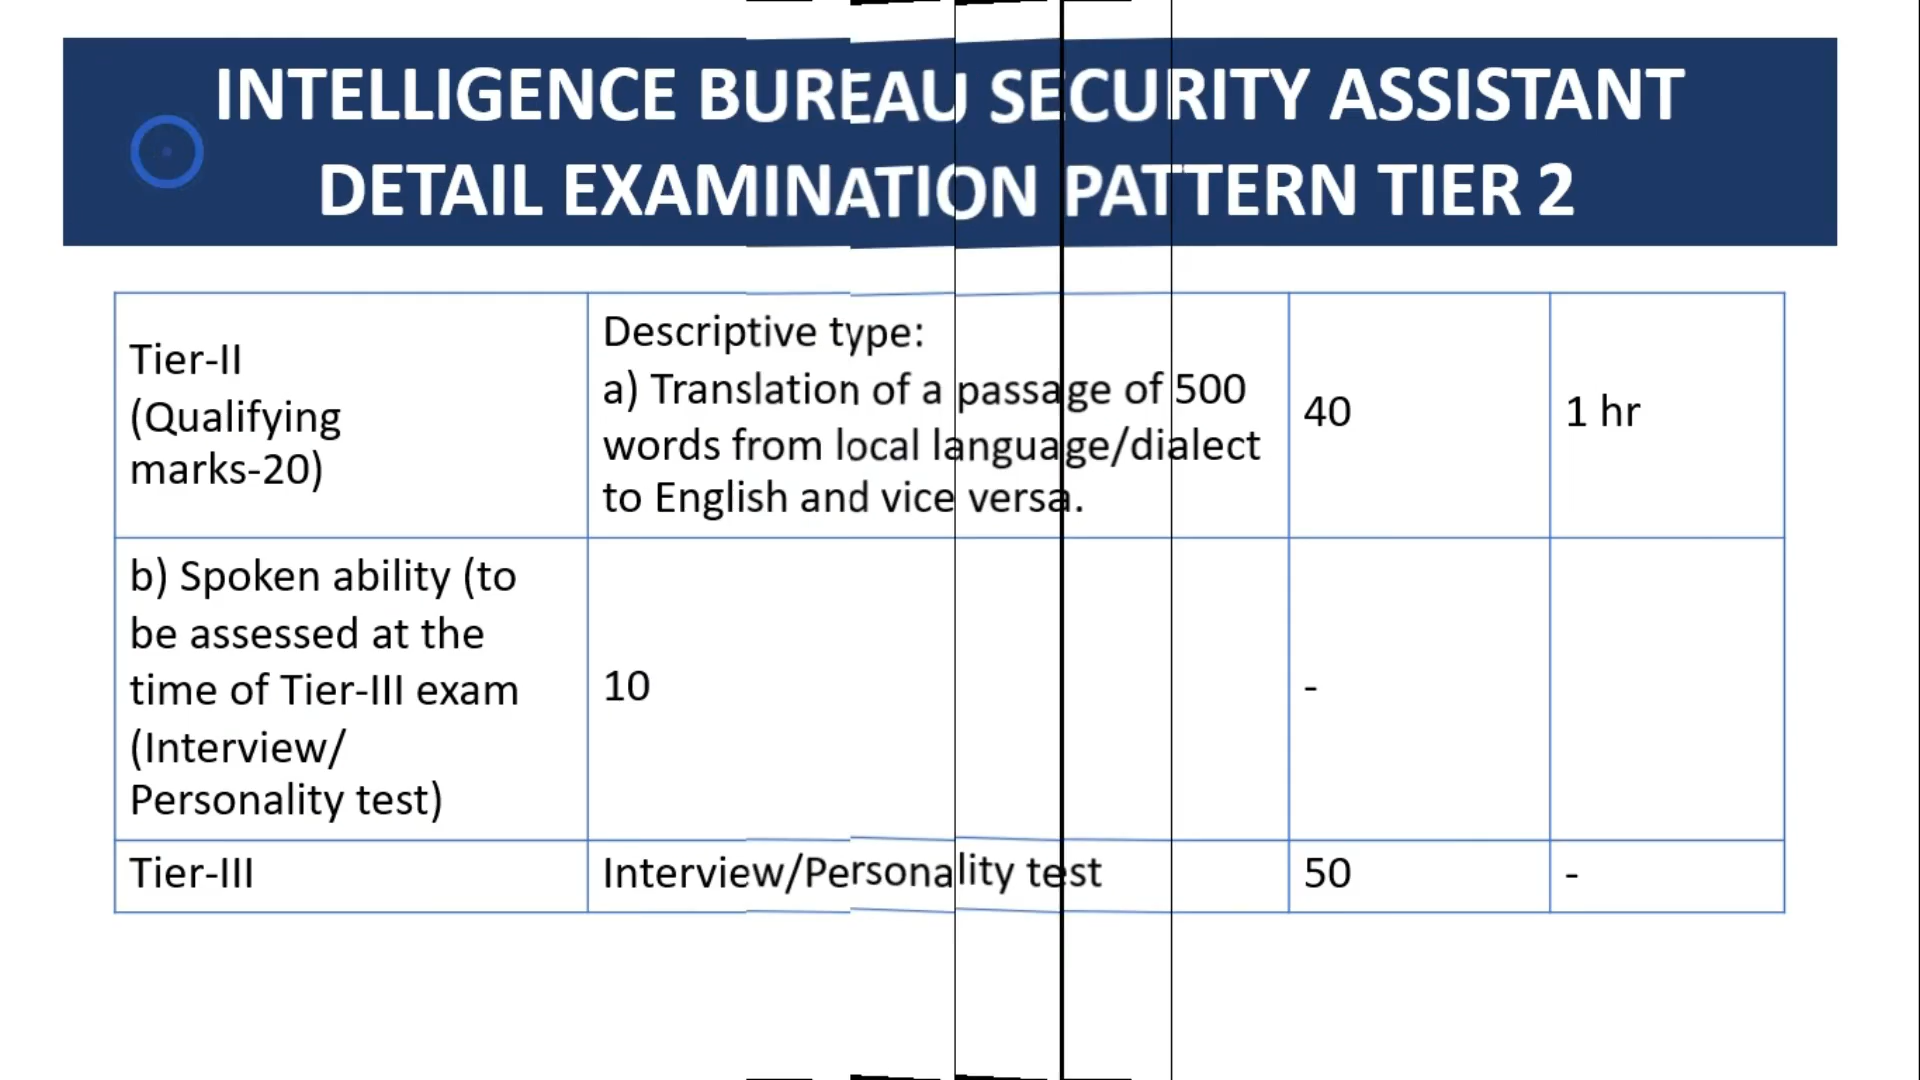 INTELLIGENCE BUREAU SECURITY ASSISTANT
DETAIL EXAMINATION PATTERN TIER 2
Tier-II
(Qualifying
marks-20)
Descriptive type:
a) Translation of a passage of 500
words from local language/dialect
to English and vice versa.
40
1 hr
b) Spoken ability (to
be assessed at the
time of Tier-III exam
(Interview/
Personality test)
10
-
Tier-III
Interview/Personality test
50
-